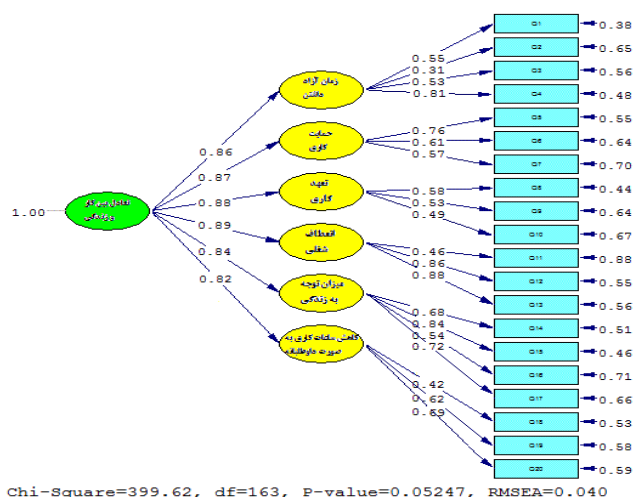 Q1
0.38
0.55
Q2
0.65
0.31
Q3
0.56
0.53
زمان آزاد
داشتن
0.81
Q4
0.48
Q5
0.55
0.76
حمایت
کاری
0.61
Q6
0.64
0.86
0.57
Q7
0.70
0.87
تعهد
کاری
0.58
Q8
0.44
0.88
0.53
Q9
0.64
تعادل بین کار
و زندگی
1.00
0.49
Q10
0.67
0.89
انعطاف
شغلی
0.46
Q11
0.88
0.84
0.86
Q12
0.55
0.82
میزان توجه
به زندگی
0.88
Q13
0.56
0.68
Q14
0.51
0.84
0.54
Q15
0.46
کاهش ساعات کاری به
صورت داوطلبانه
0.72
Q16
0.71
Q17
0.66
0.42
Q18
0.53
0.62
Q19
0.58
0.69
Q20
0.59
Chi-Square=399.62, df=163, P-value=0.05247, RMSEA=0.040